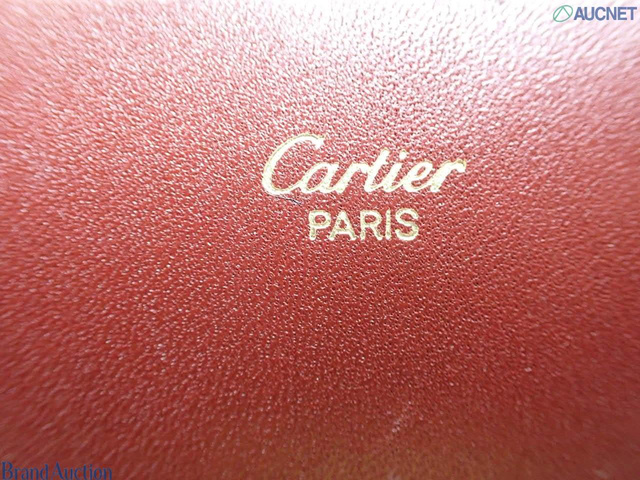 AUCNET
Cartier
PARIS
Brand Auction